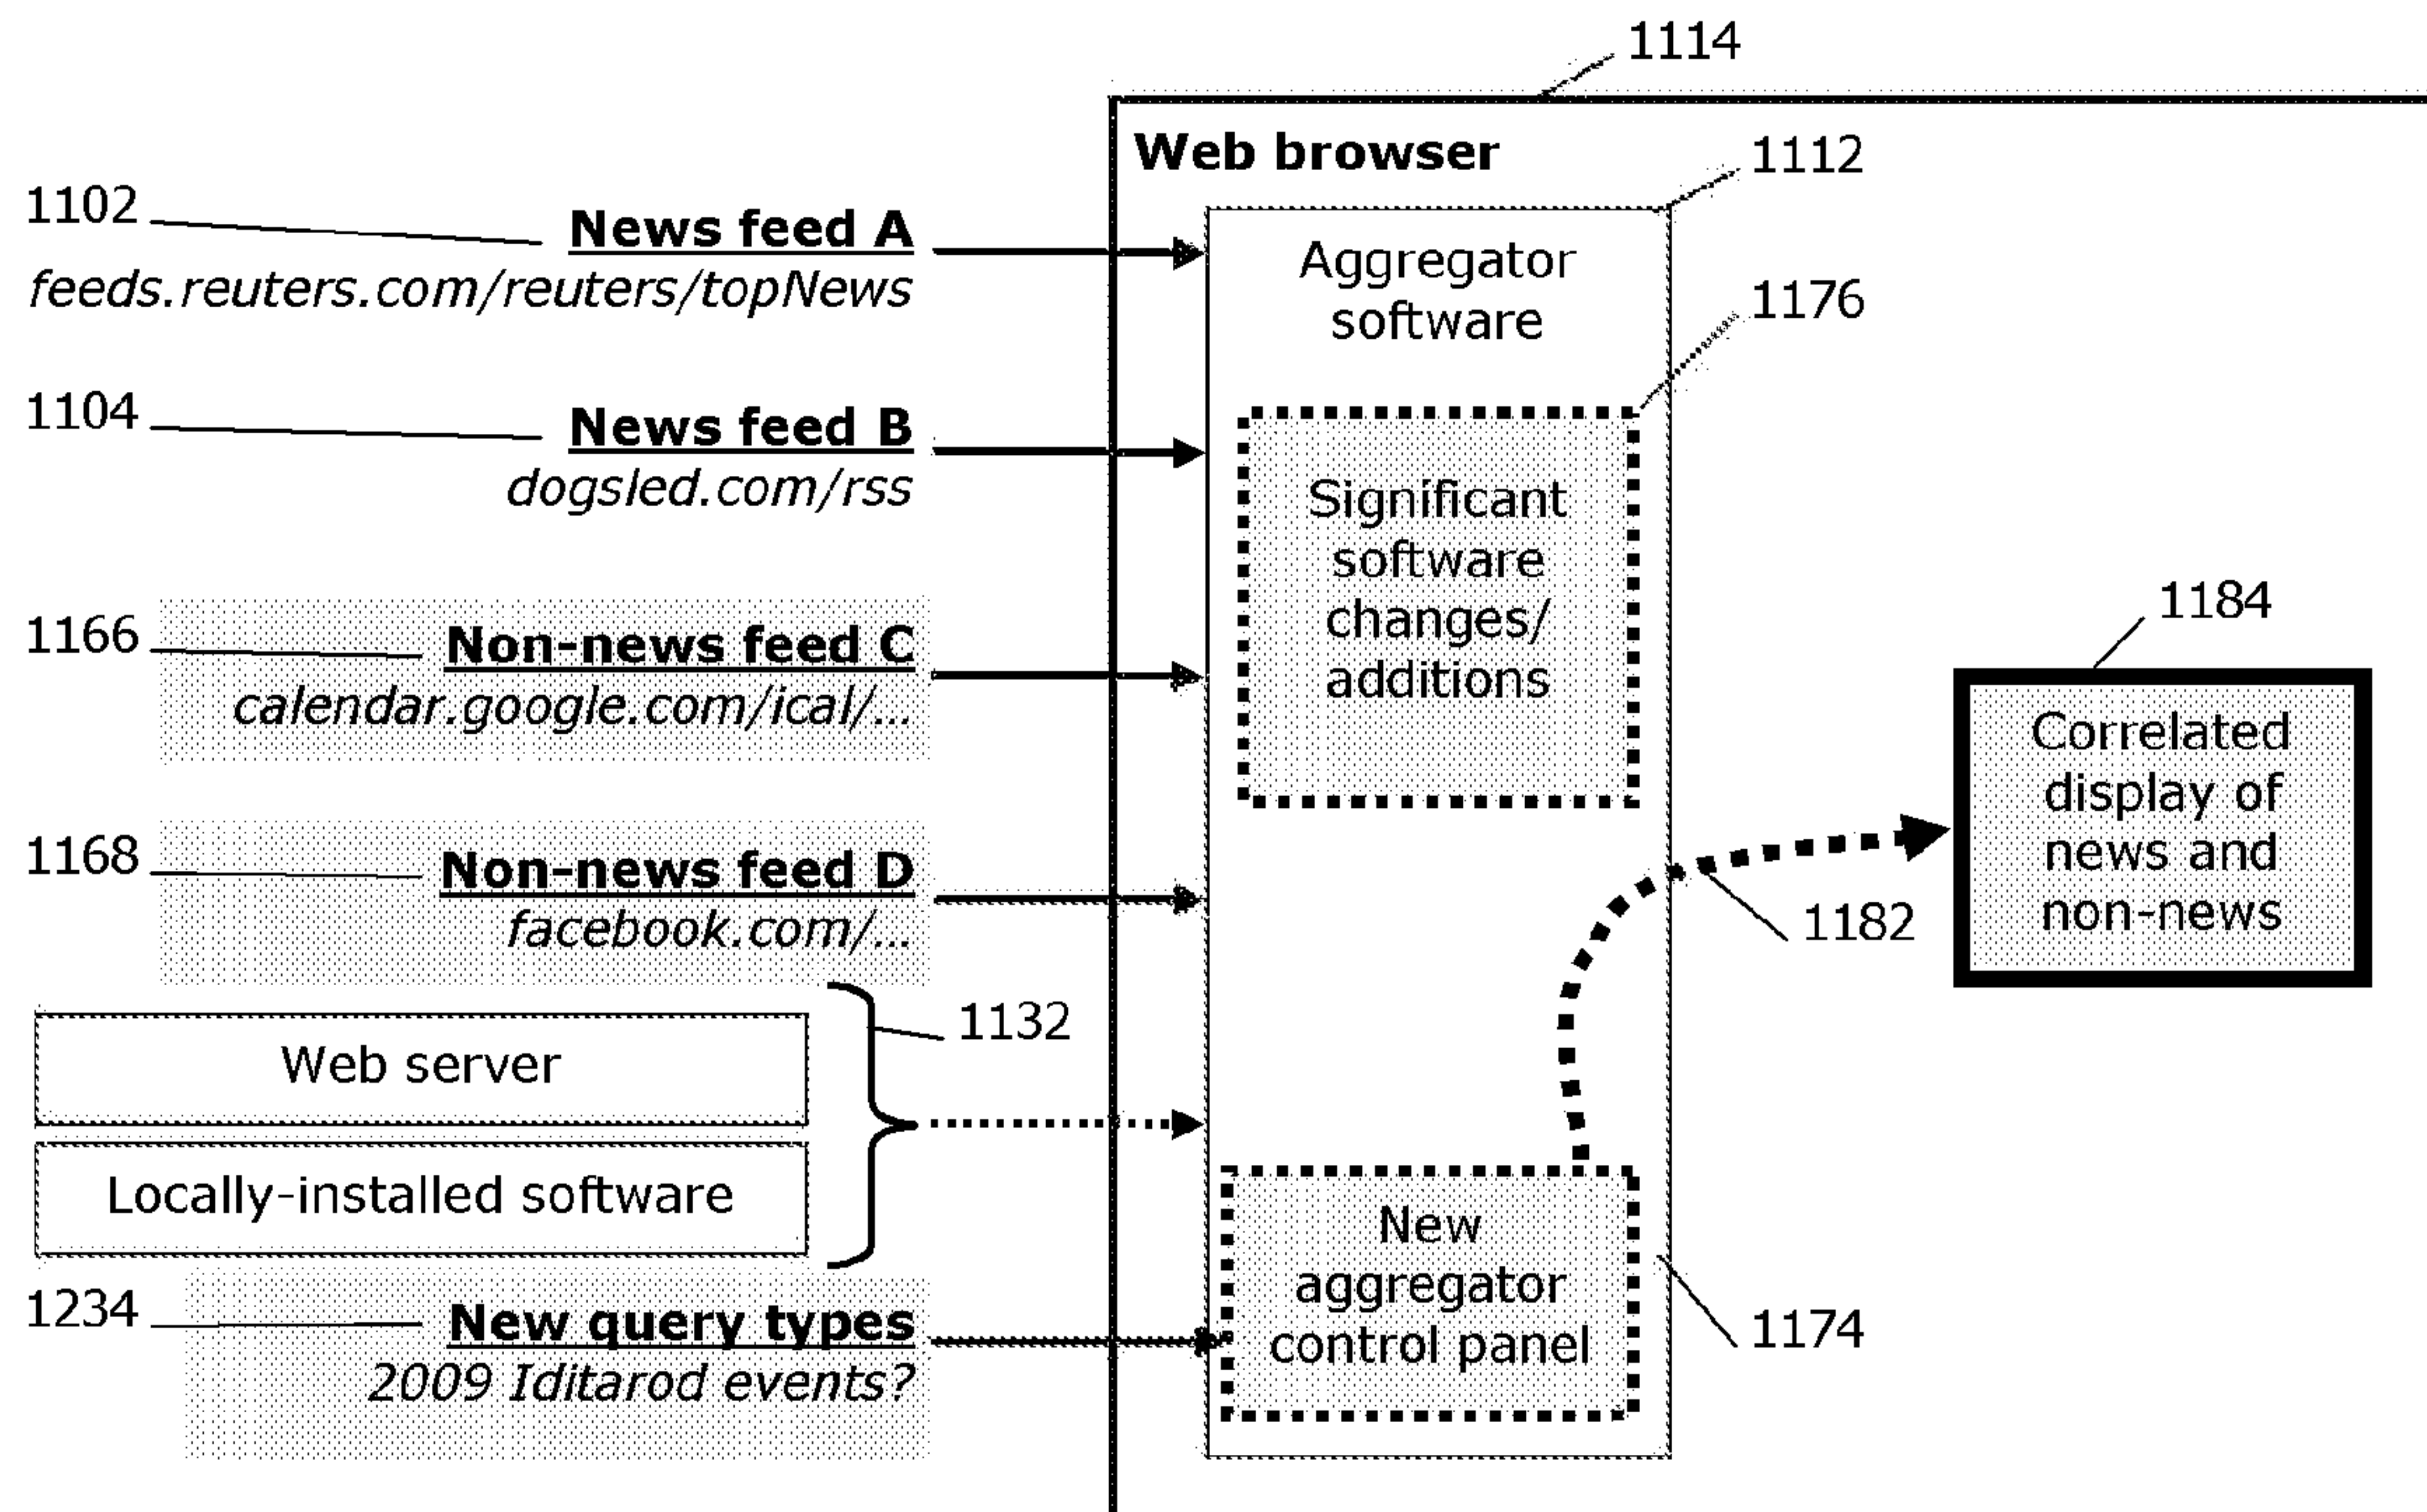 1114
Web browser
1112
1102
News feed A
feeds.reuters.com/reuters/topNews
Aggregator
software
1176
1104
News feed B
dogsled.com/rss
Significant
software
changes/
additions
1166
Non-news feed C
calendar.google.com/ical/...
1184
Correlated
display of
news and
non-news
1168
Non-news feed D
facebook.com/...
1182
1132
Web server
Locally-installed software
1234
New query types
2009 Iditarod events?
New
aggregator
control panel
1174